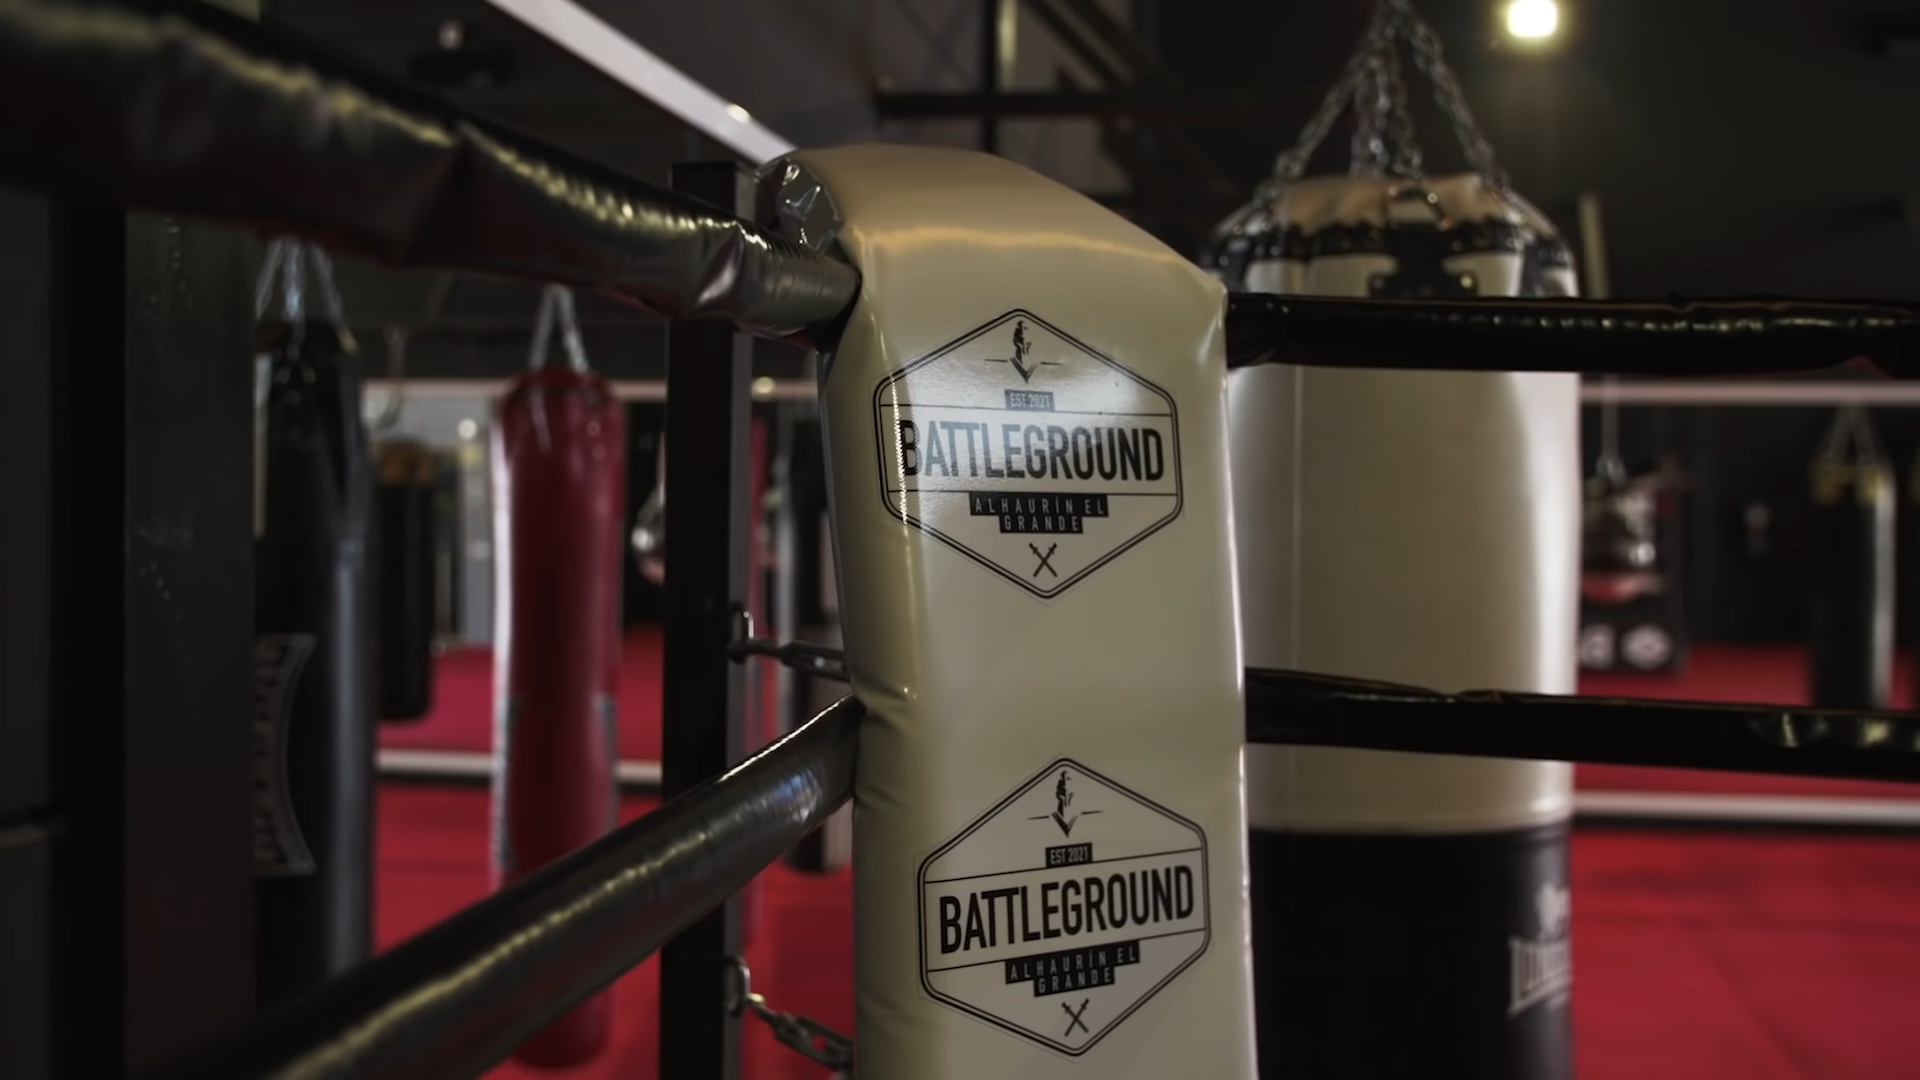 EST 2021
BATTLEGROUND
ALHAURÍN EL
GRANDE
EST 2021
BATTLEGROUND
ALHAURÍN EL
GRANDE